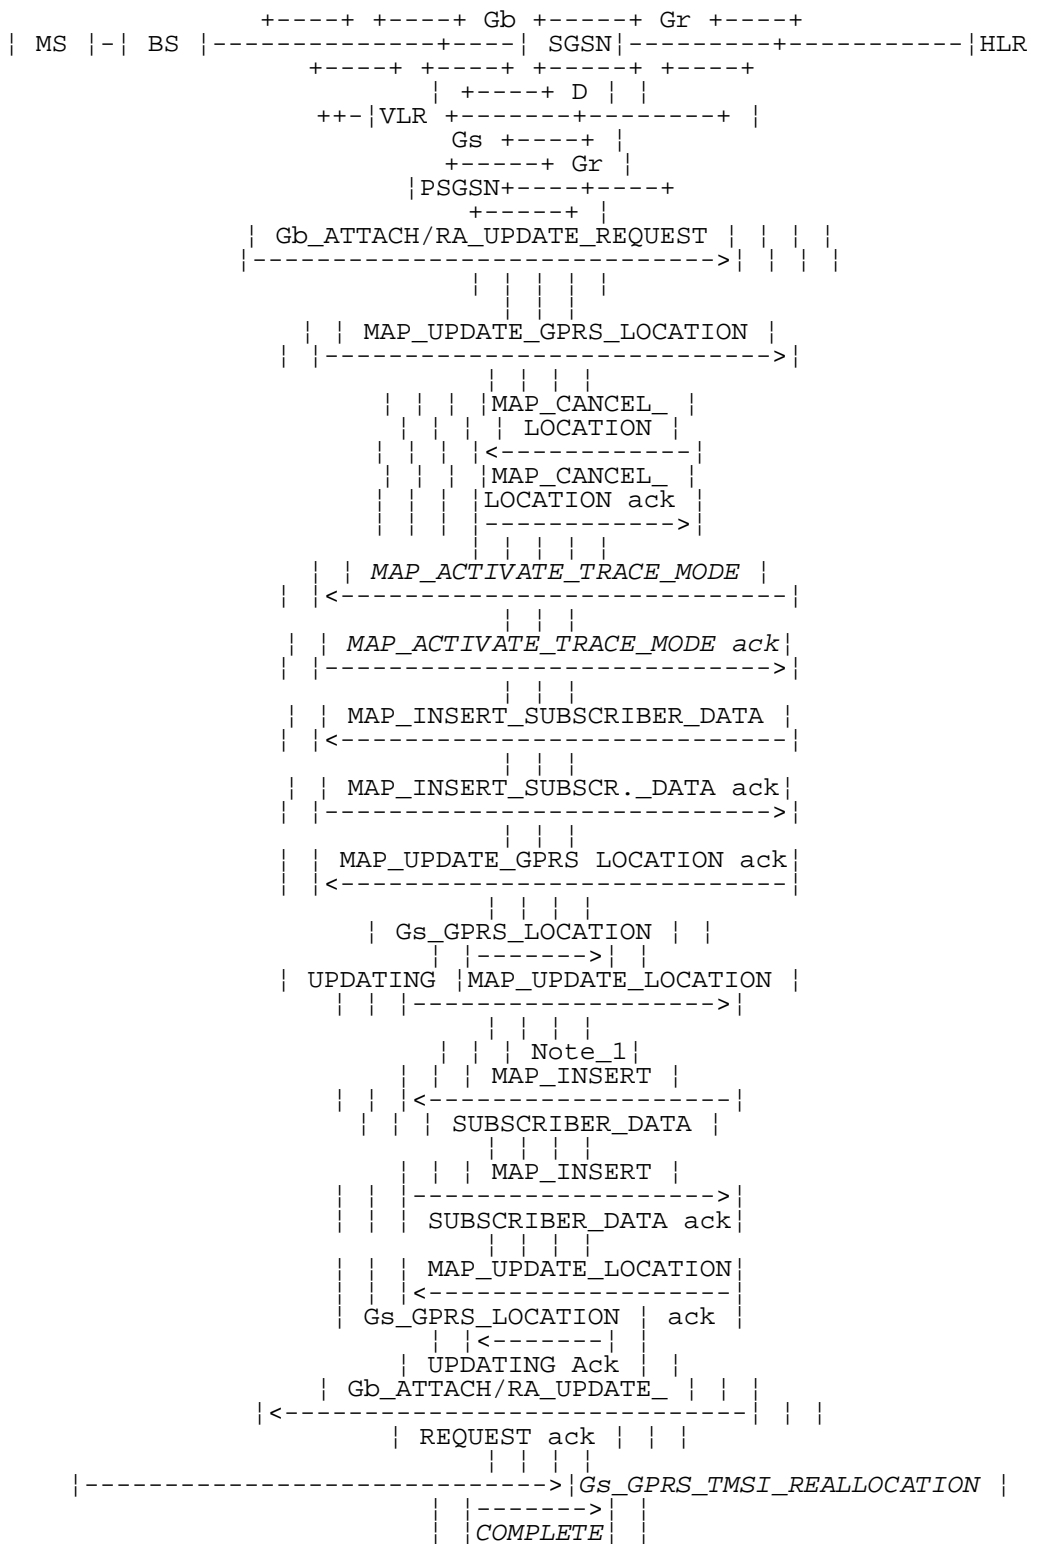 +----+ +----+ Gb +-----+ Gr +----+
¦ MS ¦-¦ BS ¦--------------+----¦ SGSN¦---------+-----------¦HLR
+----+ +----+ +-----+ +----+
¦ +----+ D ¦ ¦
++-¦VLR +-------+--------+ ¦
Gs +----+ ¦
+-----+ Gr ¦
¦PSGSN+----+----+
+-----+ ¦
¦ Gb_ATTACH/RA_UPDATE_REQUEST ¦ ¦ ¦ ¦
¦----------------------------->¦ ¦ ¦ ¦
¦ ¦ ¦ ¦ ¦
¦ ¦ ¦
¦ ¦ MAP_UPDATE_GPRS_LOCATION ¦
¦ ¦---------------------------->¦
¦ ¦ ¦ ¦
¦ ¦ ¦ ¦MAP_CANCEL_ ¦
¦ ¦ ¦ ¦ LOCATION ¦
¦ ¦ ¦ ¦<------------¦
¦ ¦ ¦ ¦MAP_CANCEL_ ¦
¦ ¦ ¦ ¦LOCATION ack ¦
¦ ¦ ¦ ¦------------>¦
¦ ¦ ¦ ¦ ¦
¦ ¦ MAP_ACTIVATE_TRACE_MODE ¦
¦ ¦<----------------------------¦
¦ ¦ ¦
¦ ¦ MAP_ACTIVATE_TRACE_MODE ack¦
¦ ¦---------------------------->¦
¦ ¦ ¦
¦ ¦ MAP_INSERT_SUBSCRIBER_DATA ¦
¦ ¦<----------------------------¦
¦ ¦ ¦
¦ ¦ MAP_INSERT_SUBSCR._DATA ack¦
¦ ¦---------------------------->¦
¦ ¦ ¦
¦ ¦ MAP_UPDATE_GPRS LOCATION ack¦
¦ ¦<----------------------------¦
¦ ¦ ¦ ¦
¦ Gs_GPRS_LOCATION ¦ ¦
¦ ¦------->¦ ¦
¦ UPDATING ¦MAP_UPDATE_LOCATION ¦
¦ ¦ ¦------------------->¦
¦ ¦ ¦ ¦
¦ ¦ ¦ Note_1¦
¦ ¦ ¦ MAP_INSERT ¦
¦ ¦ ¦<-------------------¦
¦ ¦ ¦ SUBSCRIBER_DATA ¦
¦ ¦ ¦ ¦
¦ ¦ ¦ MAP_INSERT ¦
¦ ¦ ¦------------------->¦
¦ ¦ ¦ SUBSCRIBER_DATA ack¦
¦ ¦ ¦ ¦
¦ ¦ ¦ MAP_UPDATE_LOCATION¦
¦ ¦ ¦<-------------------¦
¦ Gs_GPRS_LOCATION ¦ ack ¦
¦ ¦<-------¦ ¦
¦ UPDATING Ack ¦ ¦
¦ Gb_ATTACH/RA_UPDATE_ ¦ ¦ ¦
¦<-----------------------------¦ ¦ ¦
¦ REQUEST ack ¦ ¦ ¦
¦ ¦ ¦ ¦
¦----------------------------->¦Gs_GPRS_TMSI_REALLOCATION ¦
¦ ¦------->¦ ¦
¦ ¦COMPLETE¦ ¦